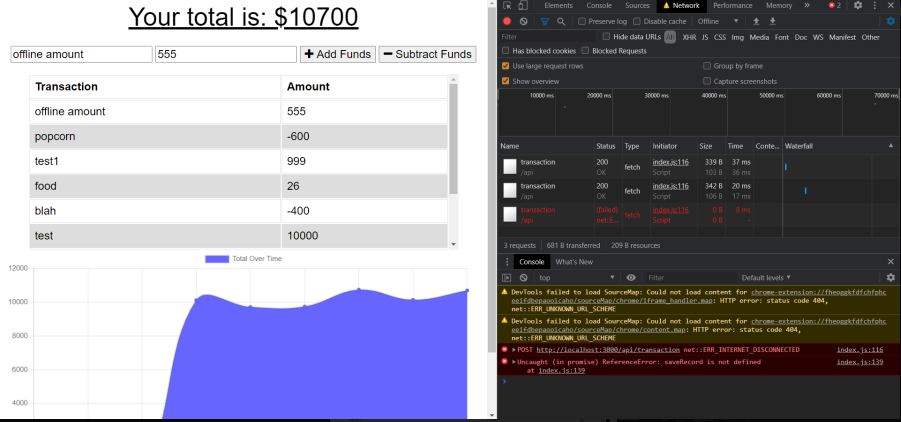 Your total is: $10700
offline amount 555 Add Funds Subtract Funds
Transaction Amount
offline amount 555
popcorn -600
test1 999
food 26
blah -400
test 10000
Total Over Time
12000
10000
8000
6000
4000
Elements Console Sources Network Performance Memory » 2
Preserve log Disable cache Offline
Filter Hide data URLs All XHR JS CSS Img Media Font Doc WS Manifest Other
Has blocked cookies Blocked Requests
Use large request rows Group by frame
Show overview Capture screenshots
10000 ms 20000 ms 30000 ms 40000 ms 50000 ms 60000 ms 70000 ms
Name Status Type Initiator Size Time Conte... Waterfall
transaction 200 fetch index.js:116 339 B 37 ms
/api OK Script 103 B 36 ms
transaction 200 fetch index.js:116 342 B 20 ms
/api OK Script 106 B 17 ms
transaction (failed) fetch index.js:116 0 B 8 ms
/api net::E... Script 0 B -
3 requests 681 B transferred 209 B resources
Console What's New
top Filter Default levels
DevTools failed to load SourceMap: Could not load content for chrome-extension://fheoggkfdfchfphc
eeifdbepaooicaho/sourceMap/chrome/iframe_handler.map: HTTP error: status code 404,
net::ERR_UNKNOWN_URL_SCHEME
DevTools failed to load SourceMap: Could not load content for chrome-extension://fheoggkfdfchfphc
eeifdbepaooicaho/sourceMap/chrome/content.map: HTTP error: status code 404,
net::ERR_UNKNOWN_URL_SCHEME
POST http://localhost:3000/api/transaction net::ERR_INTERNET_DISCONNECTED index.js:116
Uncaught (in promise) ReferenceError: saveRecord is not defined index.js:139
at index.js:139